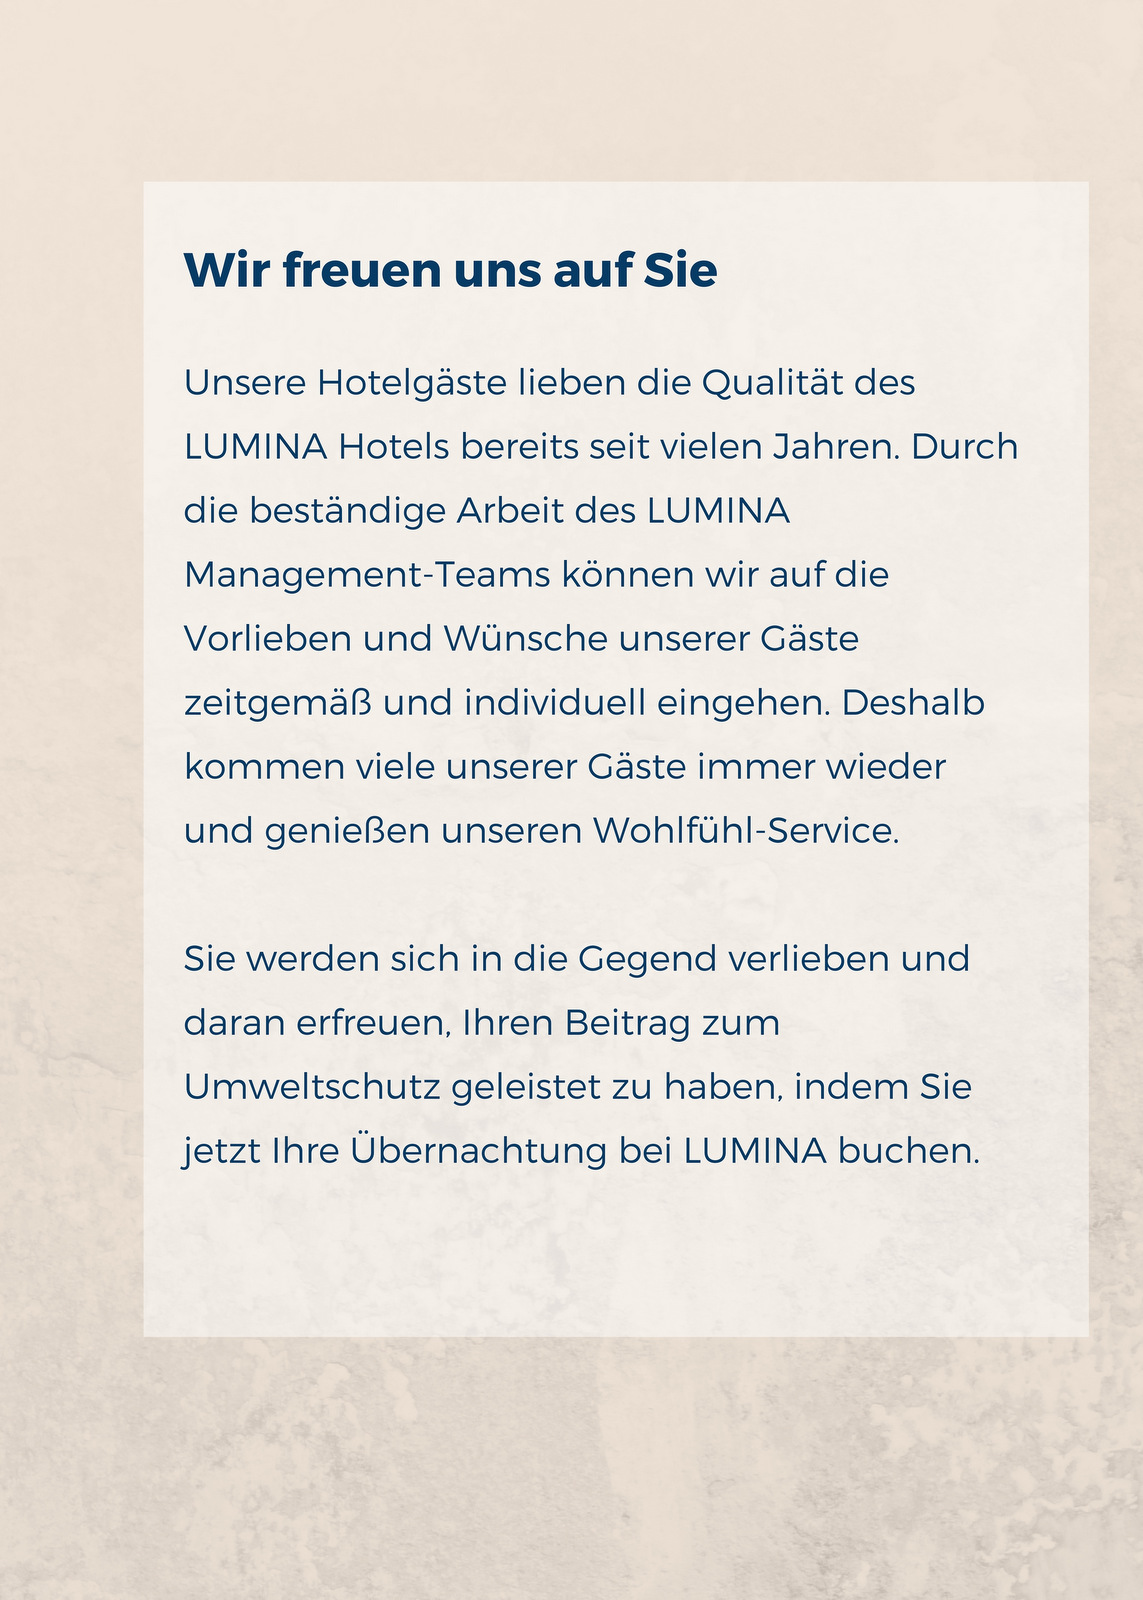 Wir freuen uns auf Sie
Unsere Hotelgäste lieben die Qualität des
LUMINA Hotels bereits seit vielen Jahren. Durch
die beständige Arbeit des LUMINA
Management-Teams können wir auf die
Vorlieben und Wünsche unserer Gäste
zeitgemäß und individuell eingehen. Deshalb
kommen viele unserer Gäste immer wieder
und genießen unseren Wohlfühl-Service.
Sie werden sich in die Gegend verlieben und
daran erfreuen, Ihren Beitrag zum
Umweltschutz geleistet zu haben, indem Sie
jetzt Ihre Übernachtung bei LUMINA buchen.